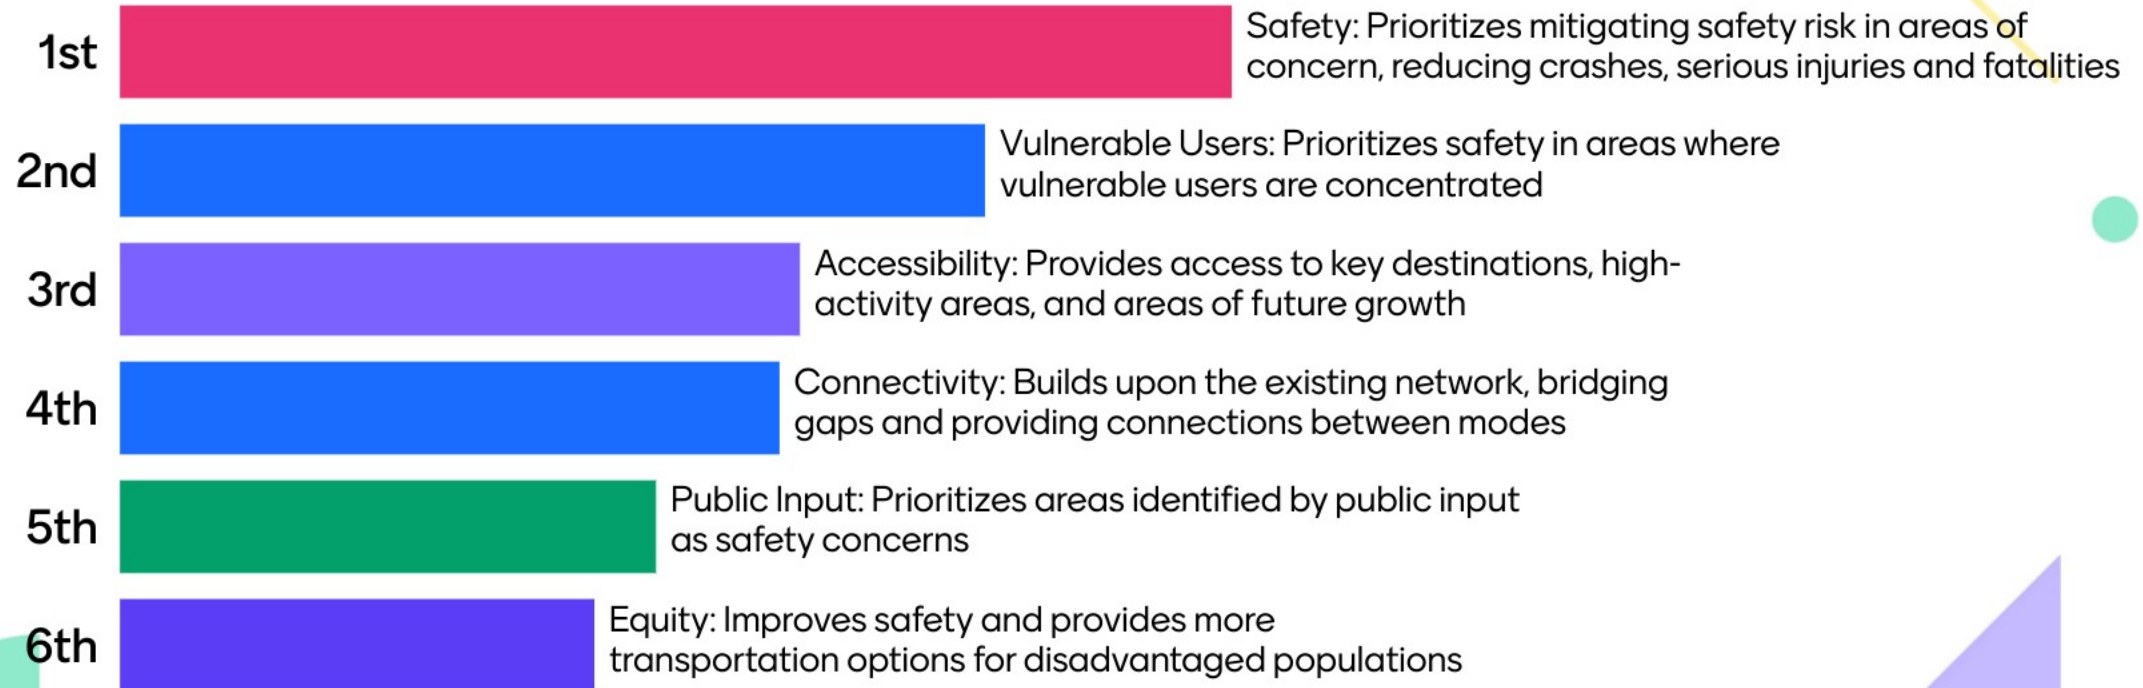 1st
Safety: Prioritizes mitigating safety risk in areas of
concern, reducing crashes, serious injuries and fatalities
2nd
Vulnerable Users: Prioritizes safety in areas where
vulnerable users are concentrated
3rd
Accessibility: Provides access to key destinations, high-
activity areas, and areas of future growth
4th
Connectivity: Builds upon the existing network, bridging
gaps and providing connections between modes
5th
Public Input: Prioritizes areas identified by public input
as safety concerns
6th
Equity: Improves safety and provides more
transportation options for disadvantaged populations